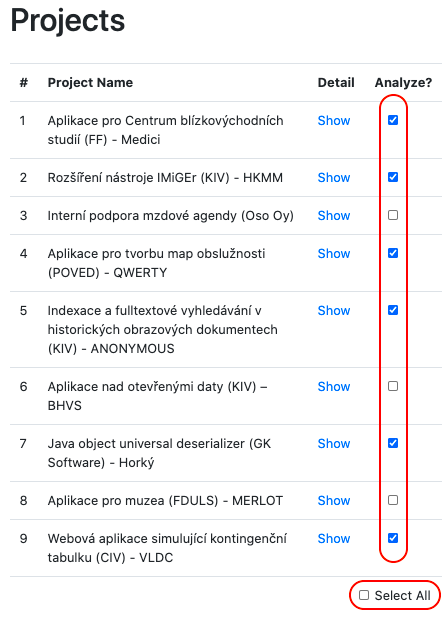 Projects
# Project Name Detail Analyze?
1 Aplikace pro Centrum blízkovýchodních Show
studií (FF) - Medici
2 Rozšíření nástroje IMiGEr (KIV) - HKMM Show
3 Interní podpora mzdové agendy (Oso Oy) Show
4 Aplikace pro tvorbu map obslužnosti Show
(POVED) - QWERTY
5 Indexace a fulltextové vyhledávání v Show
historických obrazových dokumentech
(KIV) - ANONYMOUS
6 Aplikace nad otevřenými daty (KIV) – Show
BHVS
7 Java object universal deserializer (GK Show
Software) - Horký
8 Aplikace pro muzea (FDULS) - MERLOT Show
9 Webová aplikace simulující kontingenční Show
tabulku (CIV) - VLDC
Select All